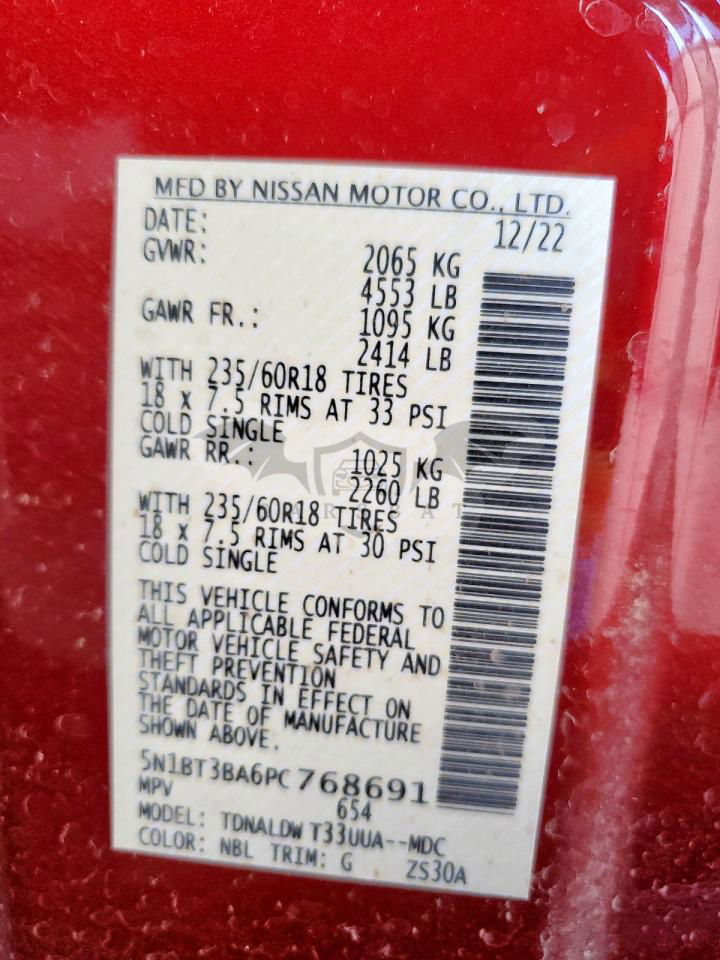 MFD BY NISSAN MOTOR CO., LTD.
DATE: 12/22
GVWR: 2065 KG
4553 LB
GAWR FR.: 1095 KG
2414 LB
WITH 235/60R18 TIRES
18 x 7.5 RIMS AT 33 PSI
COLD SINGLE
GAWR RR.: 1025 KG
2260 LB
WITH 235/60R18 TIRES
18 x 7.5 RIMS AT 30 PSI
COLD SINGLE
THIS VEHICLE CONFORMS TO
ALL APPLICABLE FEDERAL
MOTOR VEHICLE SAFETY AND
THEFT PREVENTION
STANDARDS IN EFFECT ON
THE DATE OF MANUFACTURE
SHOWN ABOVE.
5N1BT3BA6PC768691
MPV 654
MODEL: TDNALDW T33UUA--MDC
COLOR: NBL TRIM: G ZS30A